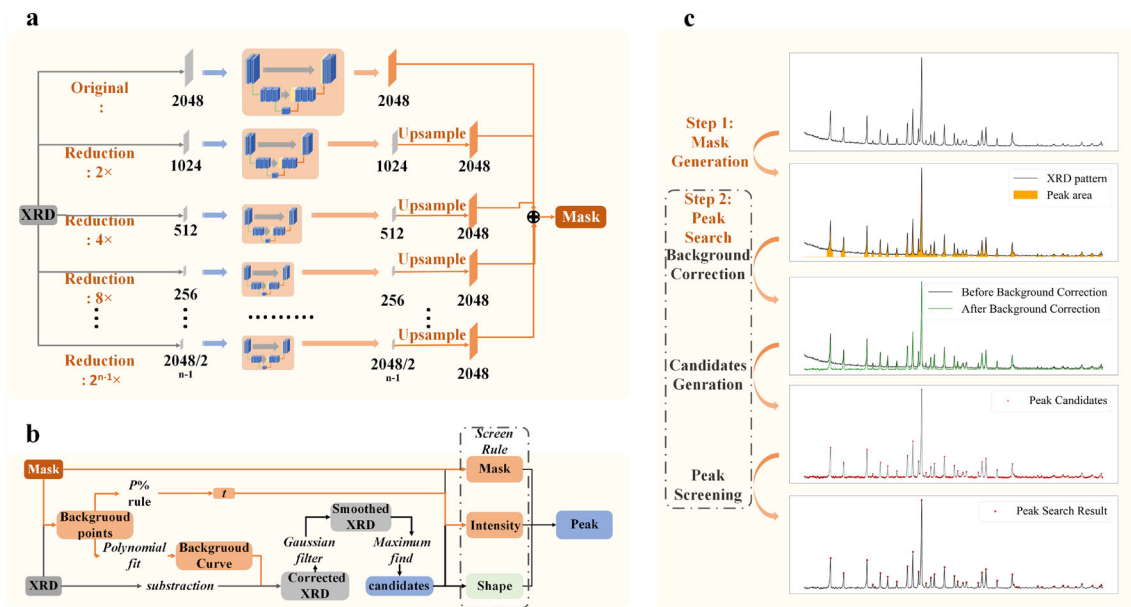 a
Original
:
2048
2048
Reduction
: 2×
1024
1024
Upsample
2048
XRD
Reduction
: 4×
512
512
Upsample
2048
Mask
Reduction
: 8×
256
256
Upsample
2048
Reduction
: 2n-1×
2048/2
n-1
2048/2
n-1
Upsample
2048
b
Mask
P%
rule
t
Backgruoud
points
Polynomial
fit
Backgruoud
Curve
XRD
substraction
Gaussian
filter
Corrected
XRD
Smoothed
XRD
Maximum
find
candidates
Screen
Rule
Mask
Intensity
Shape
Peak
c
Step 1:
Mask
Generation
Step 2:
Peak
Search
Background
Correction
Candidates
Genration
Peak
Screening
XRD pattern
Peak area
Before Background Correction
After Background Correction
Peak Candidates
Peak Search Result